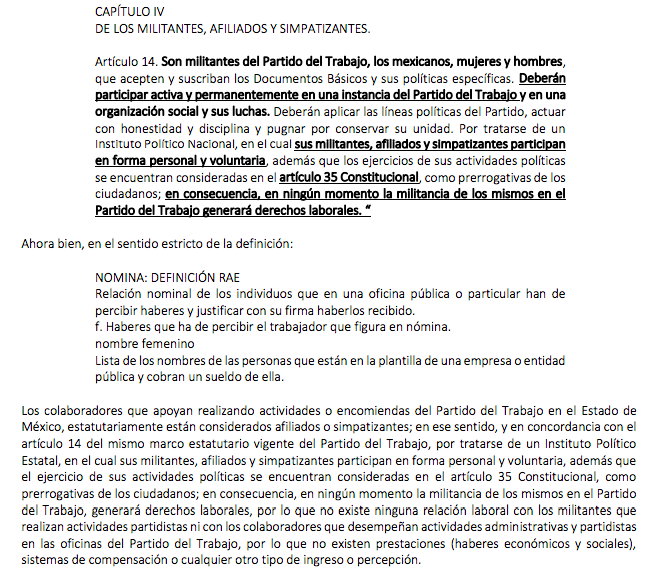 CAPÍTULO IV
DE LOS MILITANTES, AFILIADOS Y SIMPATIZANTES.
Artículo 14. Son militantes del Partido del Trabajo, los mexicanos, mujeres y hombres,
que acepten y suscriban los Documentos Básicos y sus políticas específicas. Deberán
participar activa y permanentemente en una instancia del Partido del Trabajo y en una
organización social y sus luchas. Deberán aplicar las líneas políticas del Partido, actuar
con honestidad y disciplina y pugnar por conservar su unidad. Por tratarse de un
Instituto Político Nacional, en el cual sus militantes, afiliados y simpatizantes participan
en forma personal y voluntaria, además que los ejercicios de sus actividades políticas
se encuentran consideradas en el artículo 35 Constitucional, como prerrogativas de los
ciudadanos; en consecuencia, en ningún momento la militancia de los mismos en el
Partido del Trabajo generará derechos laborales. “
Ahora bien, en el sentido estricto de la definición:
NOMINA: DEFINICIÓN RAE
Relación nominal de los individuos que en una oficina pública o particular han de
percibir haberes y justificar con su firma haberlos recibido.
f. Haberes que ha de percibir el trabajador que figura en nómina.
nombre femenino
Lista de los nombres de las personas que están en la plantilla de una empresa o entidad
pública y cobran un sueldo de ella.
Los colaboradores que apoyan realizando actividades o encomiendas del Partido del Trabajo en el Estado de
México, estatutariamente están considerados afiliados o simpatizantes; en ese sentido, y en concordancia con el
artículo 14 del mismo marco estatutario vigente del Partido del Trabajo, por tratarse de un Instituto Político
Estatal, en el cual sus militantes, afiliados y simpatizantes participan en forma personal y voluntaria, además que
el ejercicio de sus actividades políticas se encuentran consideradas en el artículo 35 Constitucional, como
prerrogativas de los ciudadanos; en consecuencia, en ningún momento la militancia de los mismos en el Partido
del Trabajo, generará derechos laborales, por lo que no existe ninguna relación laboral con los militantes que
realizan actividades partidistas ni con los colaboradores que desempeñan actividades administrativas y partidistas
en las oficinas del Partido del Trabajo, por lo que no existen prestaciones (haberes económicos y sociales),
sistemas de compensación o cualquier otro tipo de ingreso o percepción.